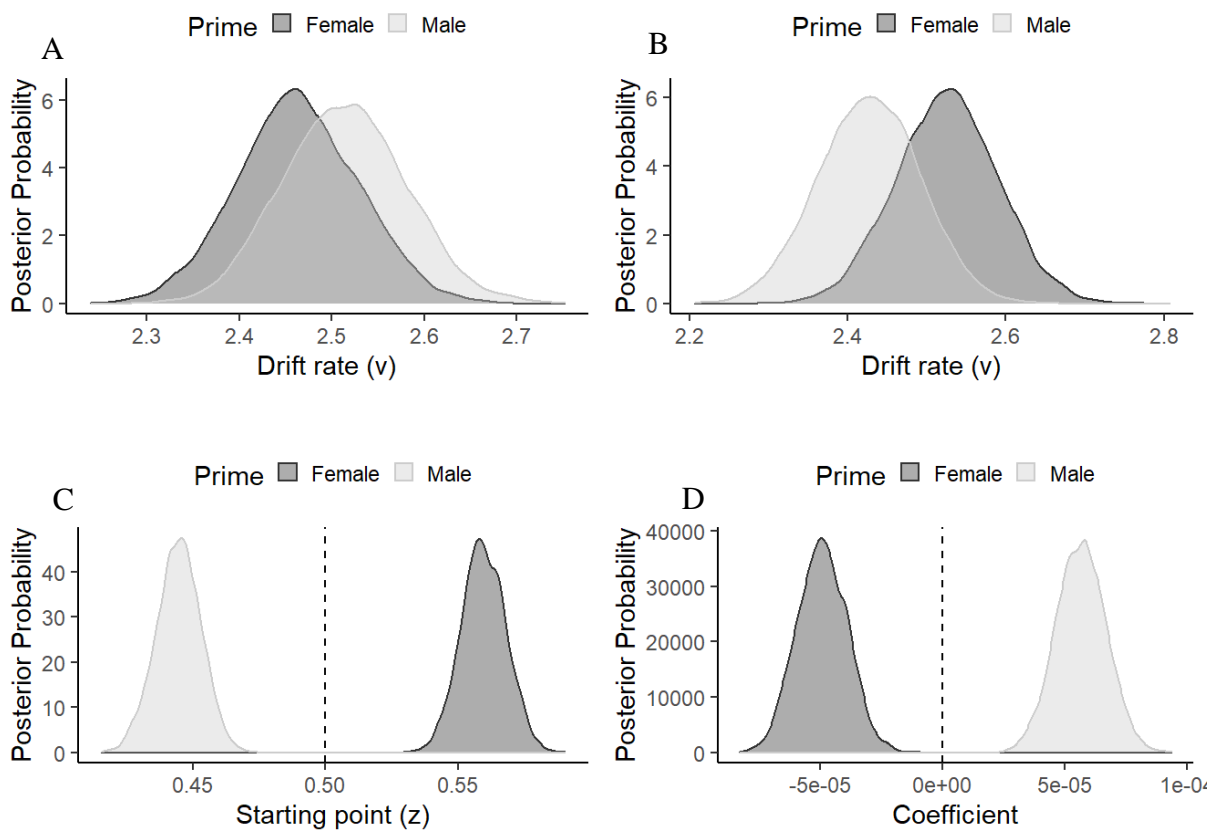 Prime Female Male
A
Posterior Probability
6
4
2
0
2.3 2.4 2.5 2.6 2.7
Drift rate (v)
Prime Female Male
B
Posterior Probability
6
4
2
0
2.2 2.4 2.6 2.8
Drift rate (v)
Prime Female Male
C
Posterior Probability
40
30
20
10
0
0.45 0.50 0.55
Starting point (z)
Prime Female Male
D
Posterior Probability
40000
30000
20000
10000
0
-5e-05 0e+00 5e-05 1e-04
Coefficient